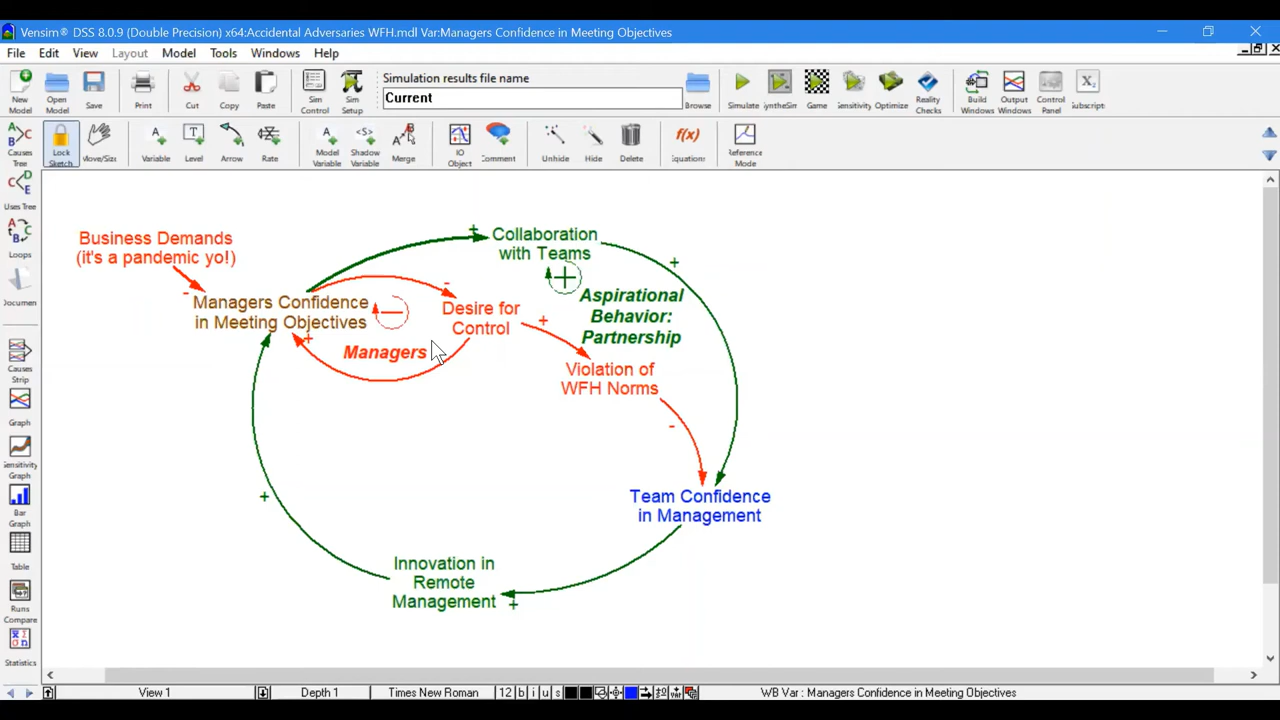 Vensim® DSS 8.0.9 (Double Precision) x64:Accidental Adversaries WFH.mdl Var:Managers Confidence in Meeting Objectives
File Edit View Layout Model Tools Windows Help
Simulation results file name
Current
New Model
Open Model
Save
Print
Cut
Copy
Paste
Sim Control
Sim Setup
Browse
Simulate
Game
Optimize
Reality Checks
Build Windows
Output Windows
Control Panel
Causes Tree
Lock Sketch
Variable
Level
Arrow
Rate
Model Variable
Shadow Variable
Merge
IO Object
Unhide
Hide
Delete
f(x)
Reference Mode
Uses Tree
Loops
Causes Strip
Graph
Sensitivity Graph
Bar Graph
Table
Runs Compare
Statistics
Business Demands
(it's a pandemic yo!)
-
Managers Confidence
in Meeting Objectives
+
Collaboration
with Teams
+
-
Desire for
Control
+
Managers
+
Aspirational
Behavior:
Partnership
Violation of
WFH Norms
-
Team Confidence
in Management
+
Innovation in
Remote
Management
+
View 1 Depth 1 Times New Roman 12 b i u s WB Var : Managers Confidence in Meeting Objectives